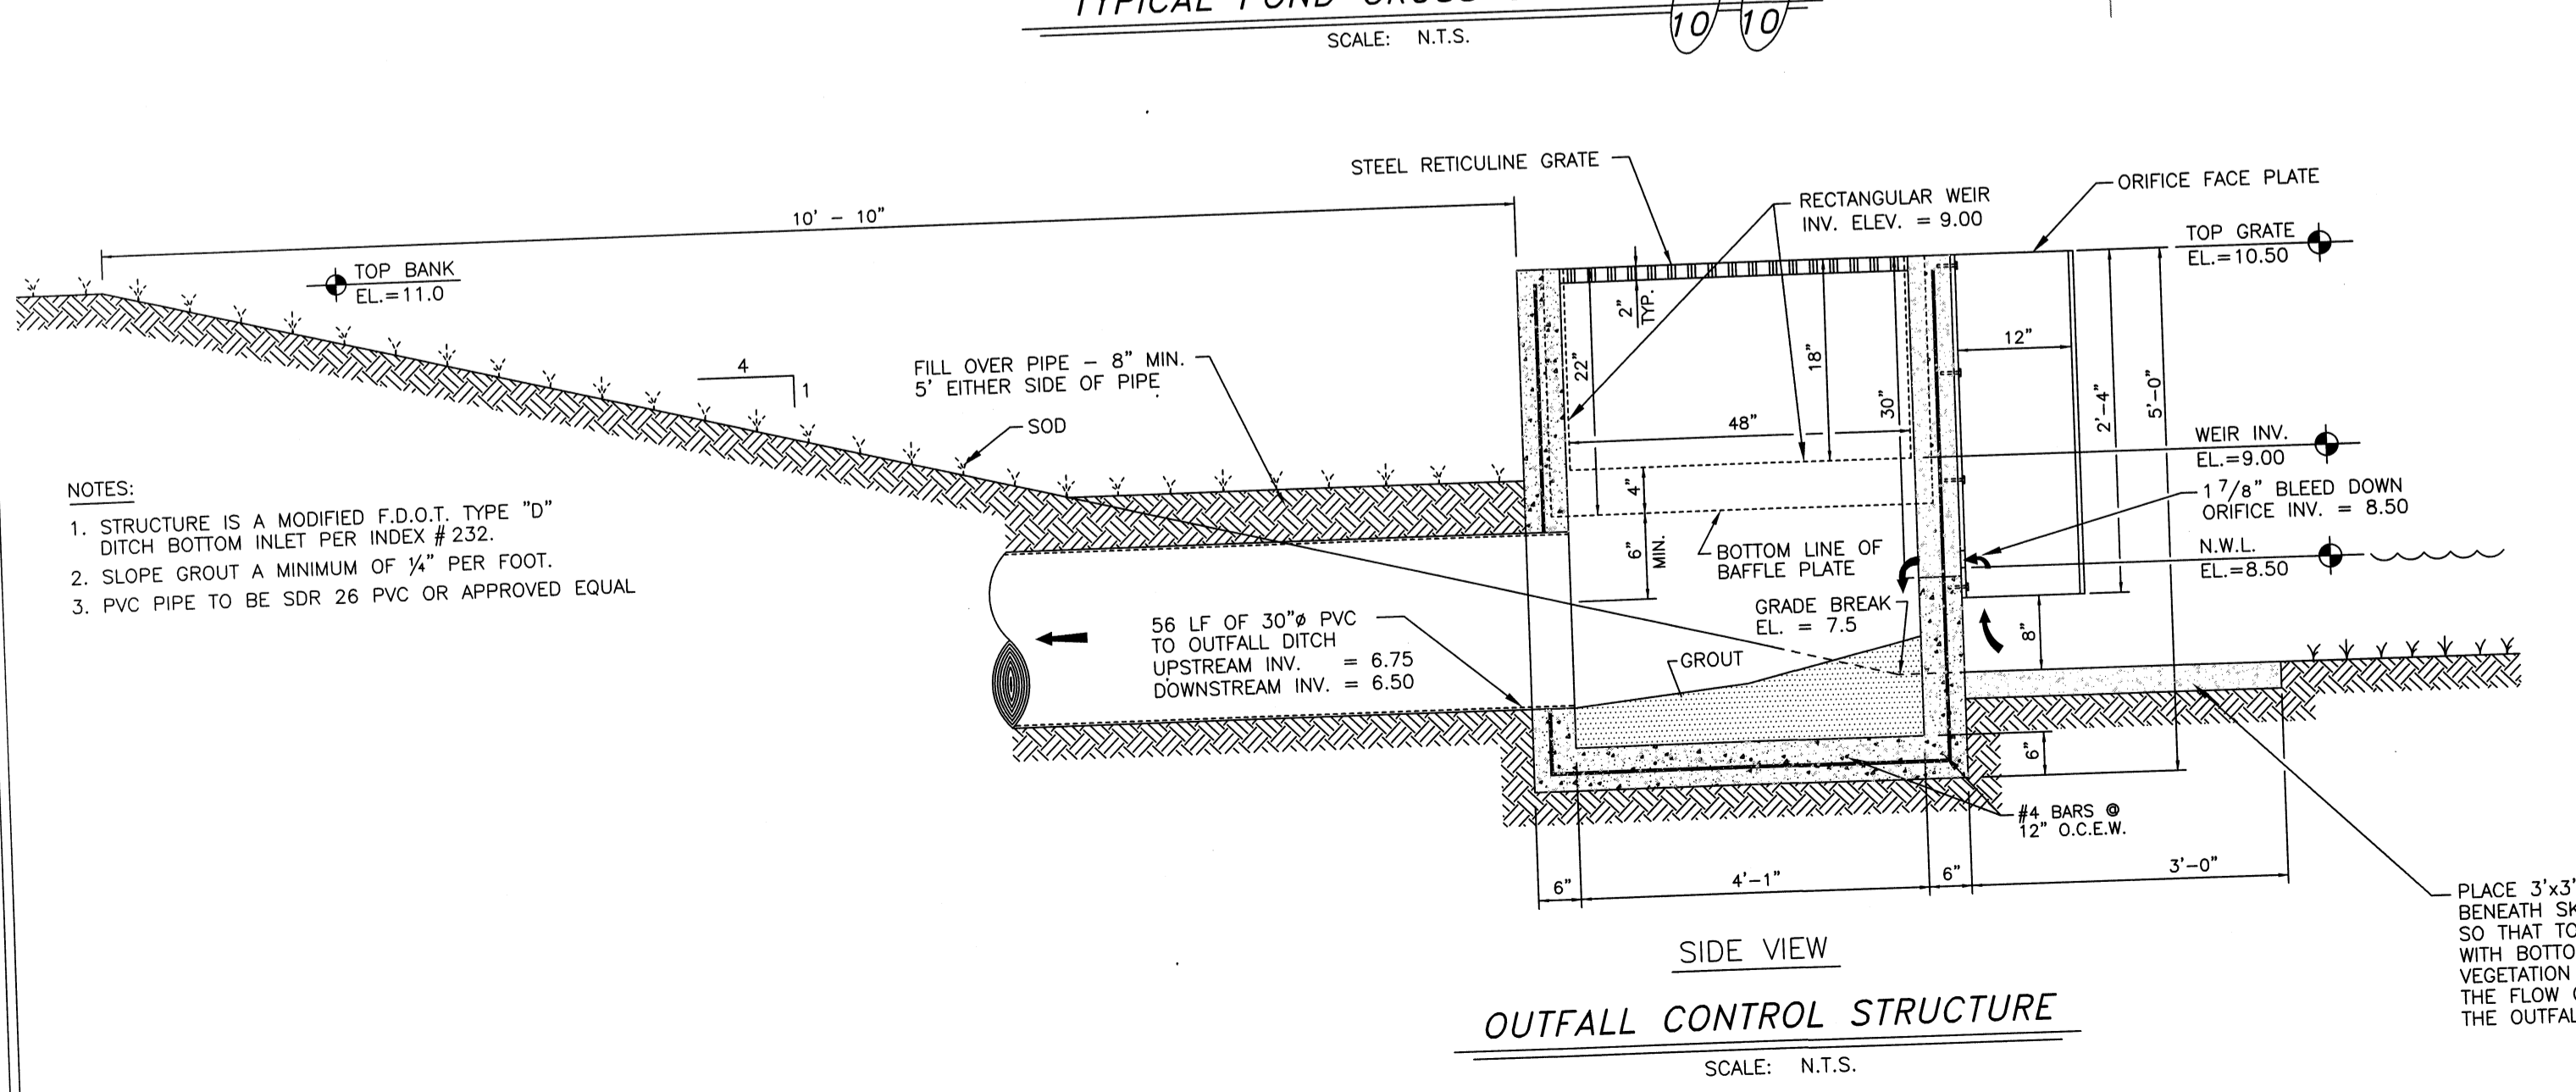 TYPICAL POND
10 10
SCALE: N.T.S.
STEEL RETICULINE GRATE
RECTANGULAR WEIR
INV. ELEV. = 9.00
ORIFICE FACE PLATE
TOP GRATE
EL.=10.50
10' – 10"
TOP BANK
EL.=11.0
2"
TYP.
12"
22"
18"
30"
4
1
FILL OVER PIPE – 8" MIN.
5' EITHER SIDE OF PIPE
SOD
48"
2'-4"
5'-0"
WEIR INV.
EL.=9.00
1 7/8" BLEED DOWN
ORIFICE INV. = 8.50
N.W.L.
EL.=8.50
4"
6"
MIN.
BOTTOM LINE OF
BAFFLE PLATE
GRADE BREAK
EL. = 7.5
NOTES:
1. STRUCTURE IS A MODIFIED F.D.O.T. TYPE "D"
DITCH BOTTOM INLET PER INDEX # 232.
2. SLOPE GROUT A MINIMUM OF 1/4" PER FOOT.
3. PVC PIPE TO BE SDR 26 PVC OR APPROVED EQUAL
56 LF OF 30"ø PVC
TO OUTFALL DITCH
UPSTREAM INV. = 6.75
DOWNSTREAM INV. = 6.50
GROUT
8"
6"
#4 BARS @
12" O.C.E.W.
6"
4'-1"
6"
3'-0"
PLACE 3'x3'
BENEATH
SO THAT
WITH
VEGETATION
THE FLOW
THE
SIDE VIEW
OUTFALL CONTROL STRUCTURE
SCALE: N.T.S.